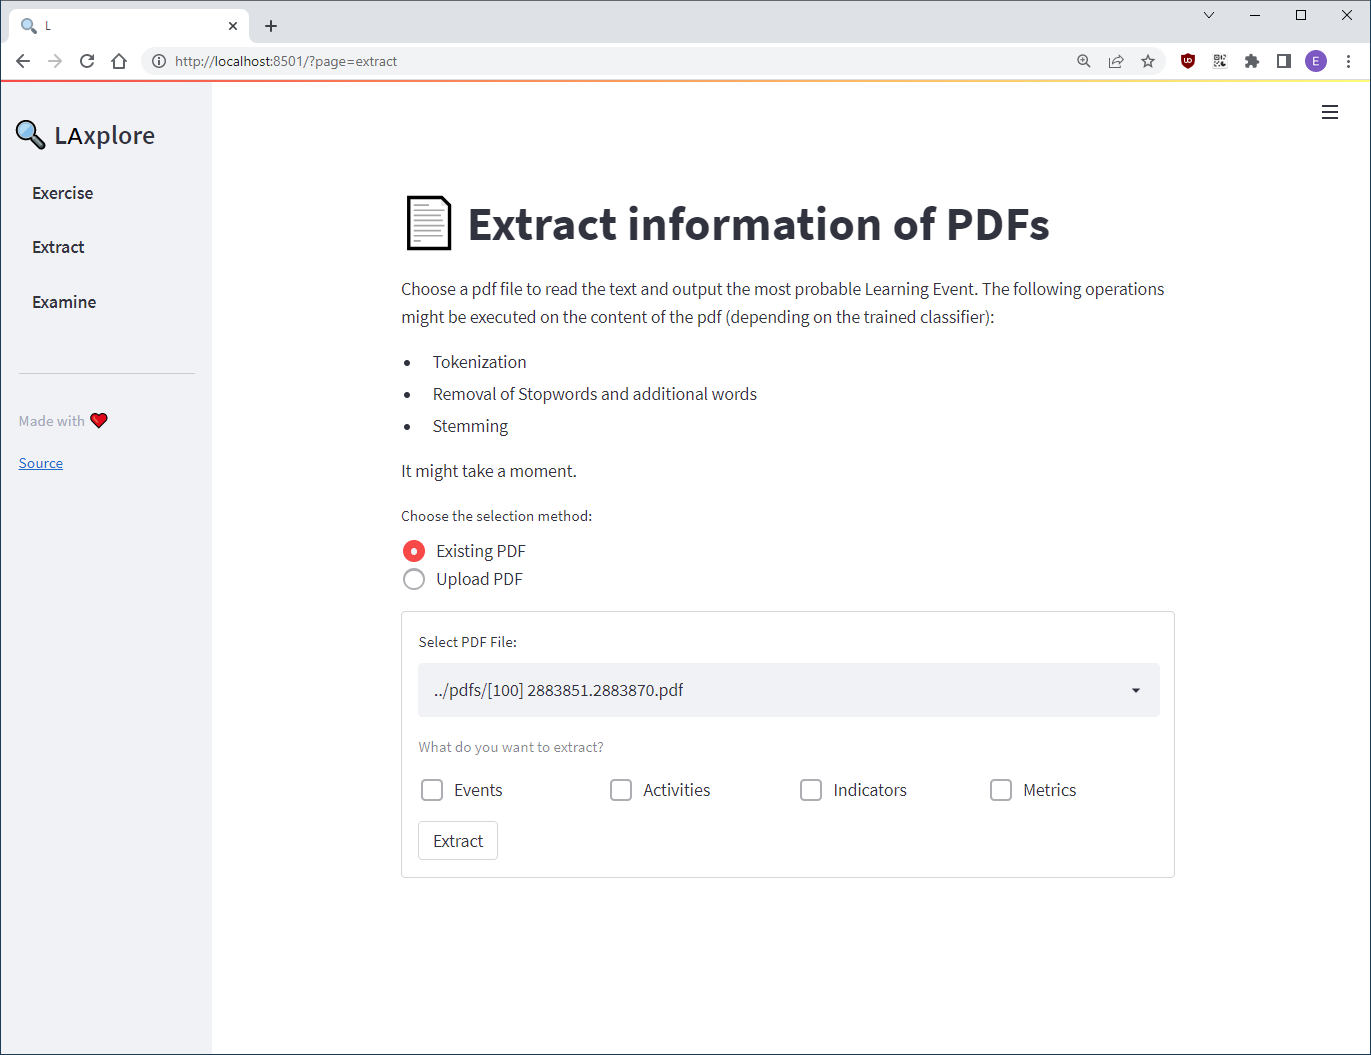 L
http://localhost:8501/?page=extract
E
LAxplore
Exercise
Extract
Examine
Made with
Source
Extract information of PDFs
Choose a pdf file to read the text and output the most probable Learning Event. The following operations
might be executed on the content of the pdf (depending on the trained classifier):
Tokenization
Removal of Stopwords and additional words
Stemming
It might take a moment.
Choose the selection method:
Existing PDF
Upload PDF
Select PDF File:
../pdfs/[100] 2883851.2883870.pdf
What do you want to extract?
Events Activities Indicators Metrics
Extract